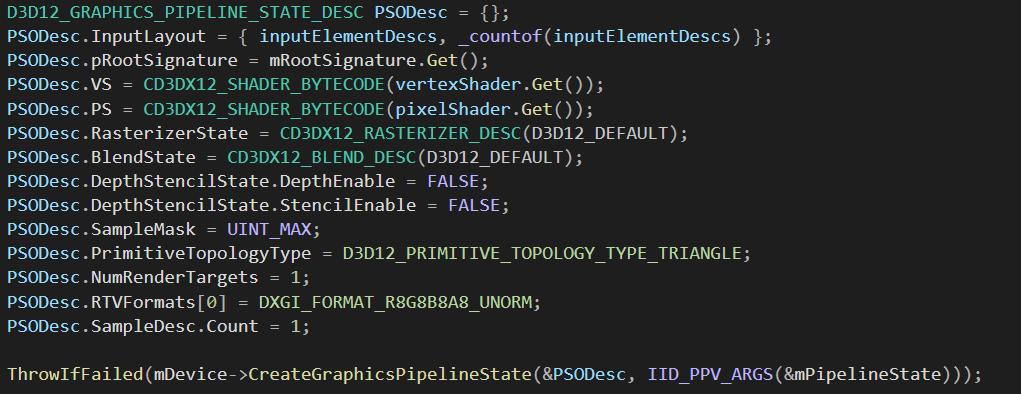 D3D12_GRAPHICS_PIPELINE_STATE_DESC PSODesc = {};
PSODesc.InputLayout = { inputElementDescs, _countof(inputElementDescs) };
PSODesc.pRootSignature = mRootSignature.Get();
PSODesc.VS = CD3DX12_SHADER_BYTECODE(vertexShader.Get());
PSODesc.PS = CD3DX12_SHADER_BYTECODE(pixelShader.Get());
PSODesc.RasterizerState = CD3DX12_RASTERIZER_DESC(D3D12_DEFAULT);
PSODesc.BlendState = CD3DX12_BLEND_DESC(D3D12_DEFAULT);
PSODesc.DepthStencilState.DepthEnable = FALSE;
PSODesc.DepthStencilState.StencilEnable = FALSE;
PSODesc.SampleMask = UINT_MAX;
PSODesc.PrimitiveTopologyType = D3D12_PRIMITIVE_TOPOLOGY_TYPE_TRIANGLE;
PSODesc.NumRenderTargets = 1;
PSODesc.RTVFormats[0] = DXGI_FORMAT_R8G8B8A8_UNORM;
PSODesc.SampleDesc.Count = 1;
ThrowIfFailed(mDevice->CreateGraphicsPipelineState(&PSODesc, IID_PPV_ARGS(&mPipelineState)));